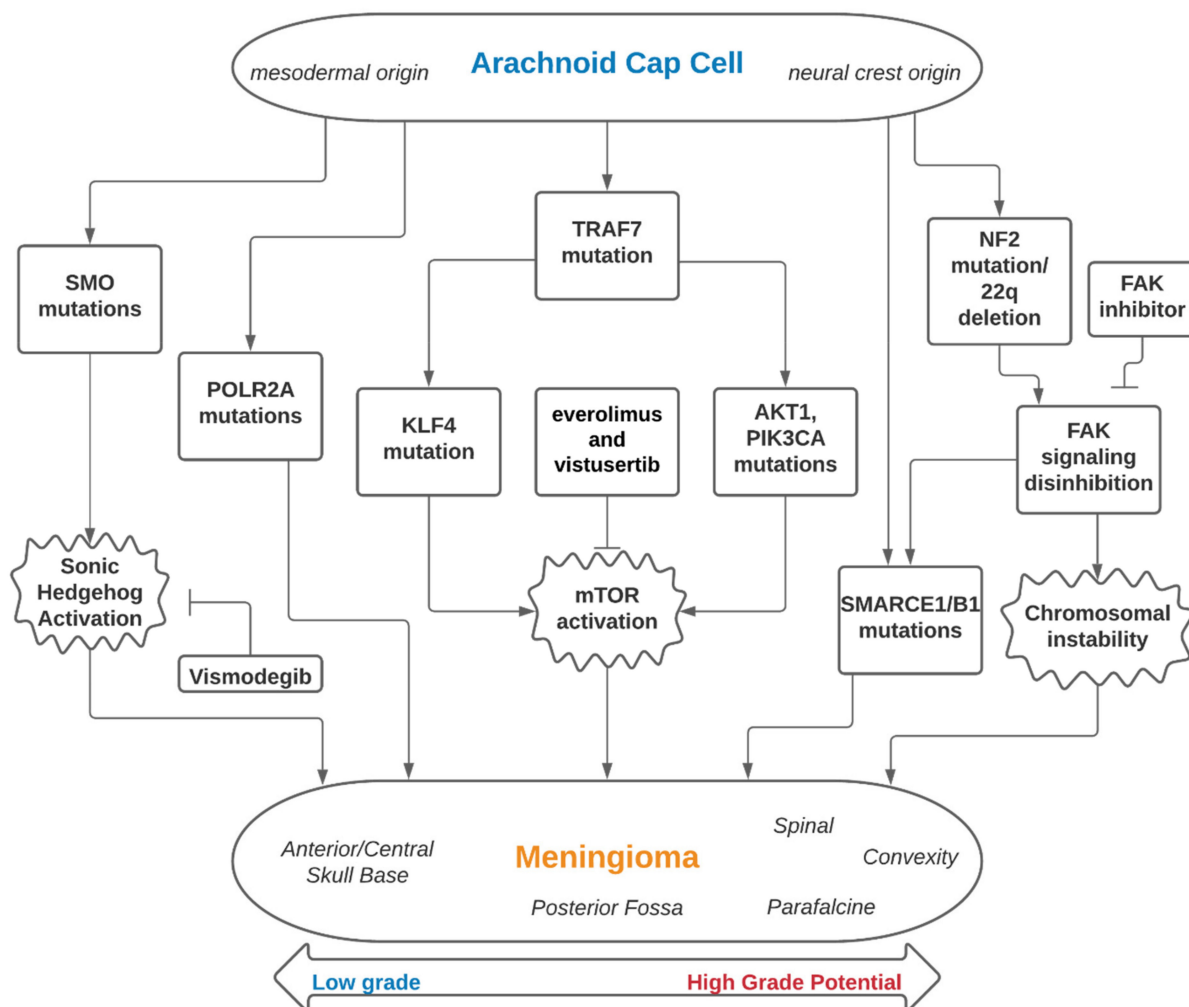 mesodermal origin
Arachnoid Cap Cell
neural crest origin
SMO
mutations
POLR2A
mutations
TRAF7
mutation
KLF4
mutation
everolimus
and
vistusertib
AKT1,
PIK3CA
mutations
NF2
mutation/
22q
deletion
FAK
inhibitor
FAK
signaling
disinhibition
Sonic
Hedgehog
Activation
Vismodegib
mTOR
activation
SMARCE1/B1
mutations
Chromosomal
instability
Anterior/Central
Skull Base
Meningioma
Posterior Fossa
Spinal
Convexity
Parafalcine
Low grade
High Grade Potential